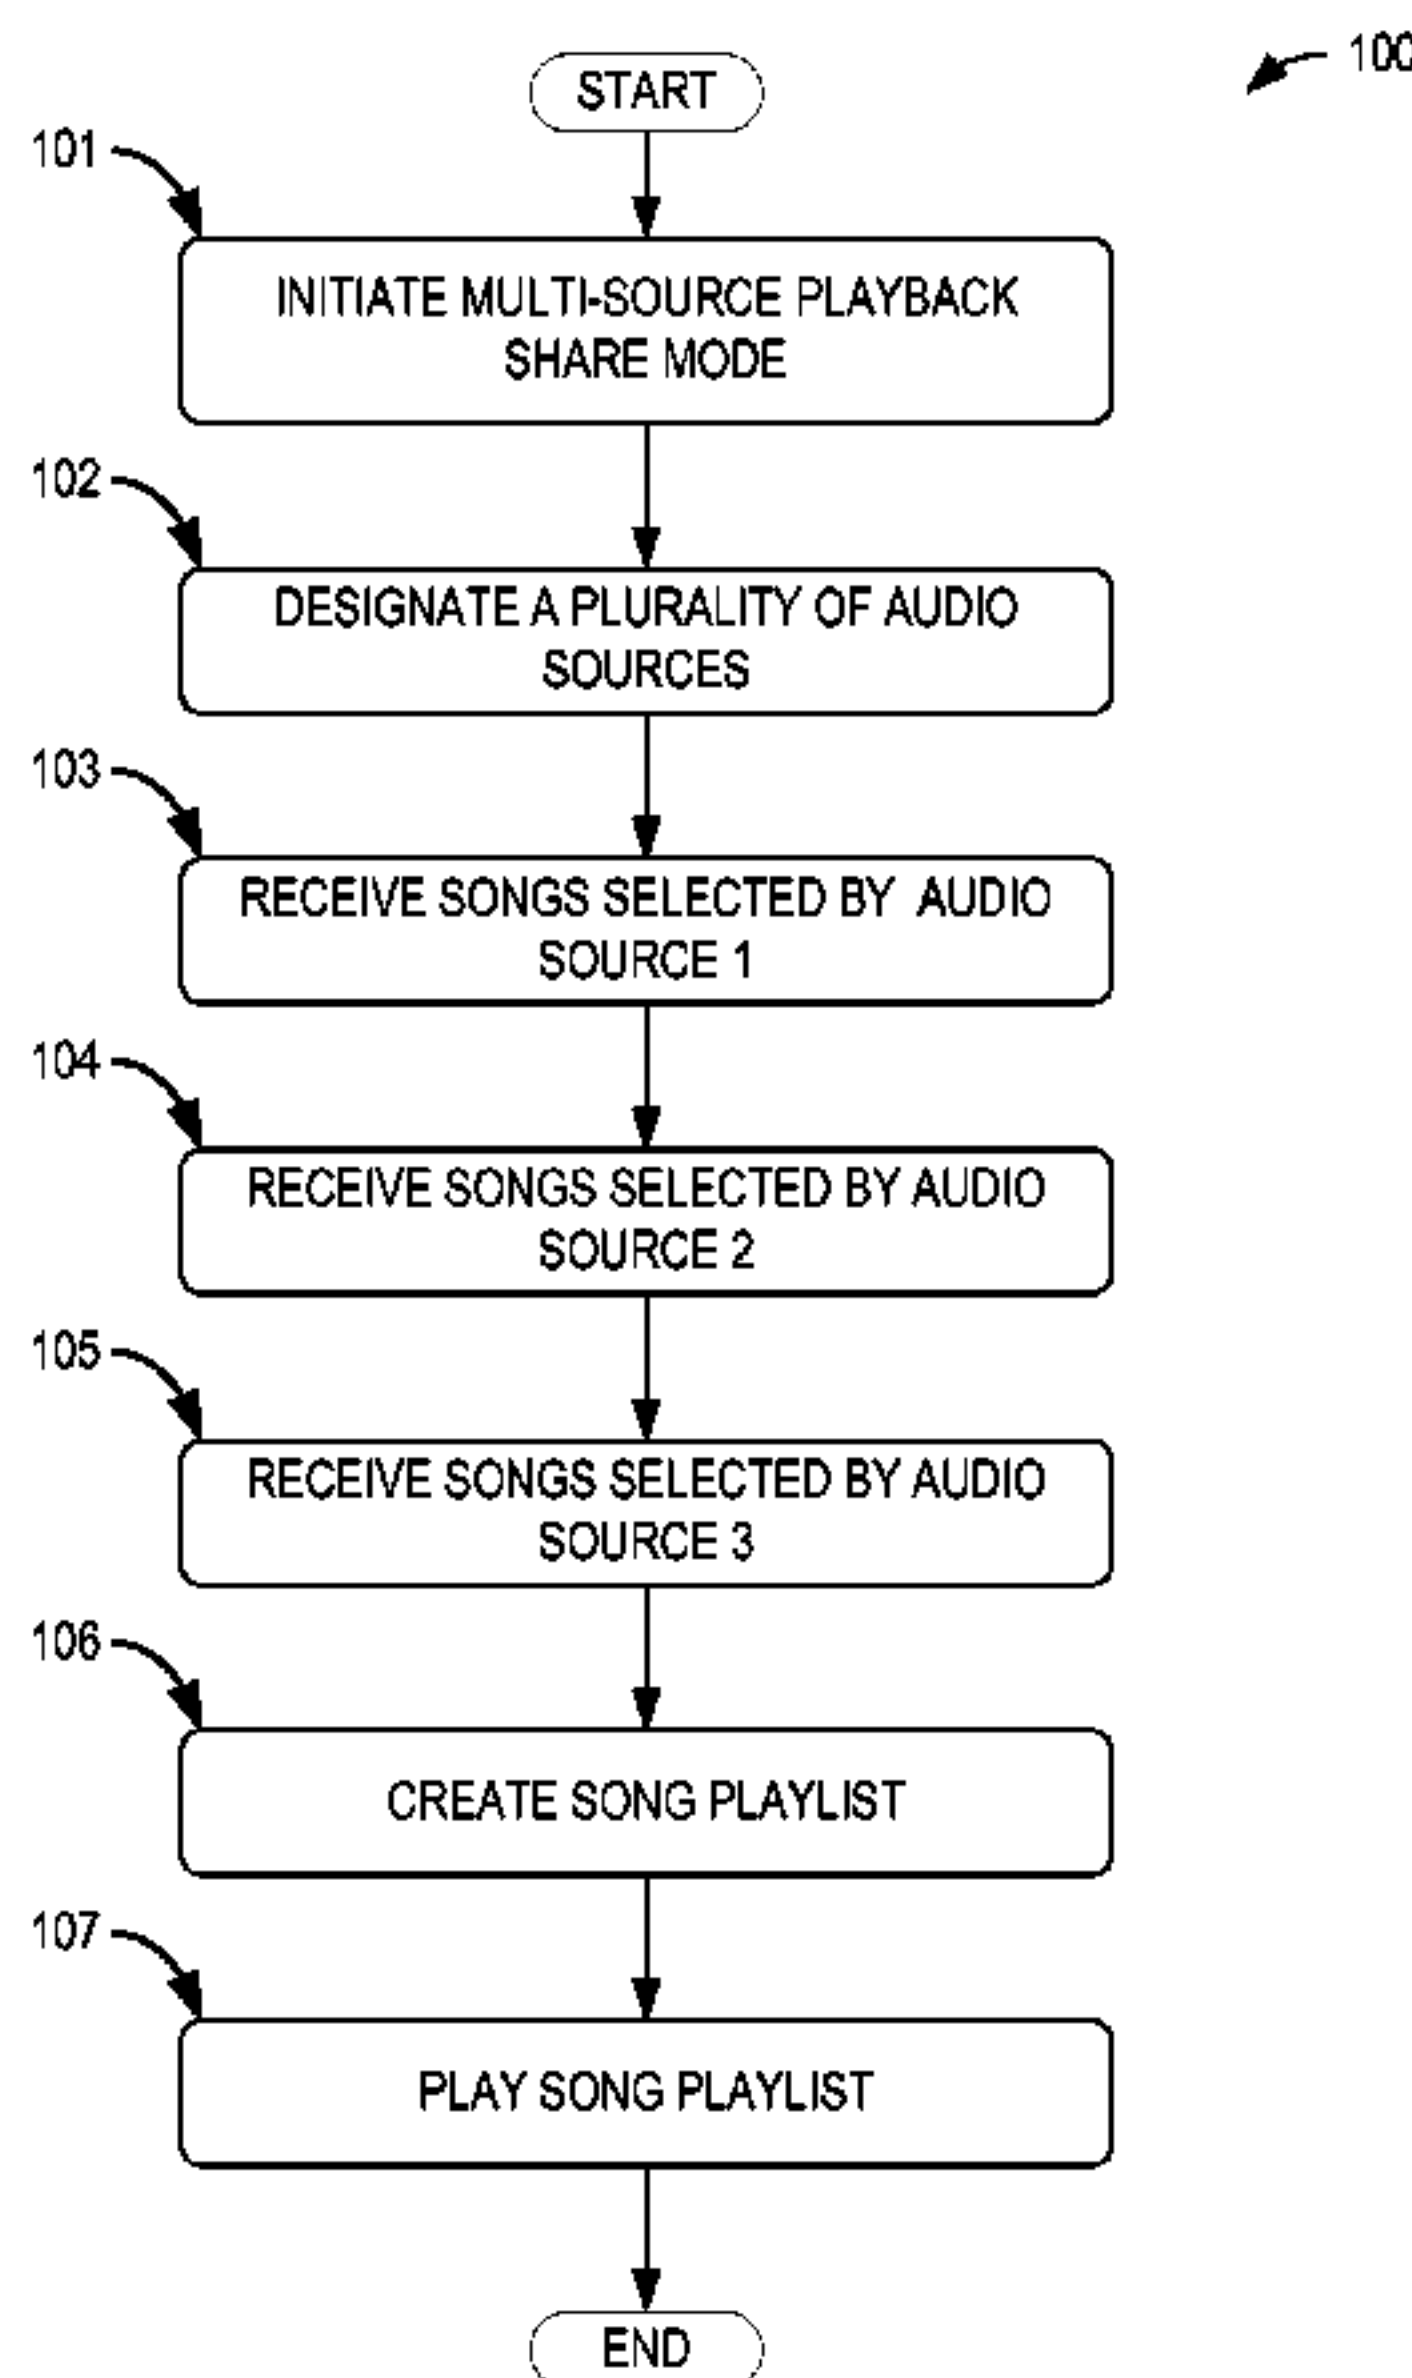 100
START
101
INITIATE MULTI-SOURCE PLAYBACK
SHARE MODE
102
DESIGNATE A PLURALITY OF AUDIO
SOURCES
103
RECEIVE SONGS SELECTED BY AUDIO
SOURCE 1
104
RECEIVE SONGS SELECTED BY AUDIO
SOURCE 2
105
RECEIVE SONGS SELECTED BY AUDIO
SOURCE 3
106
CREATE SONG PLAYLIST
107
PLAY SONG PLAYLIST
END